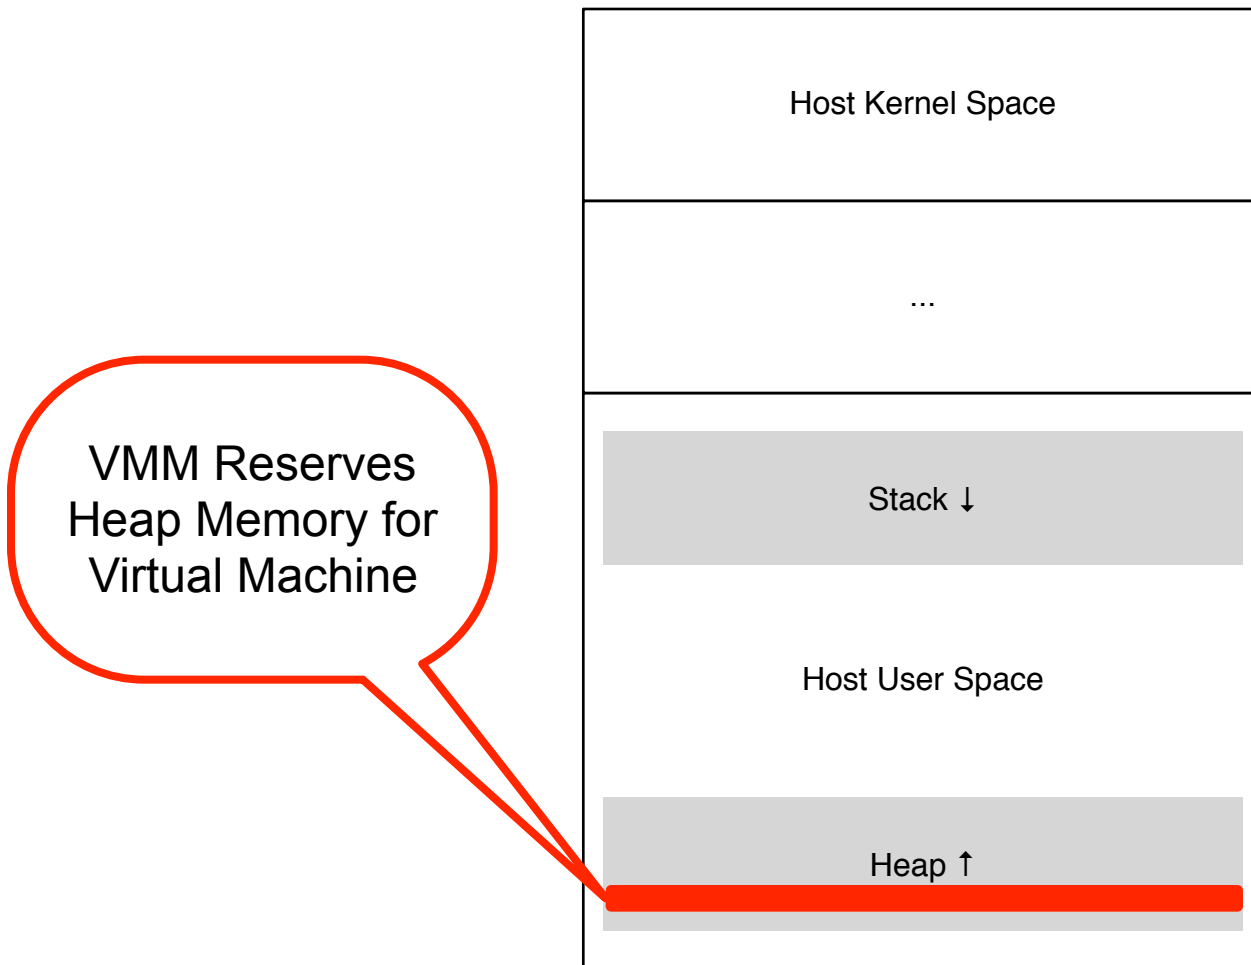 Host Kernel Space
...
VMM Reserves
Heap Memory for
Virtual Machine
Stack ↓
Host User Space
Heap ↑